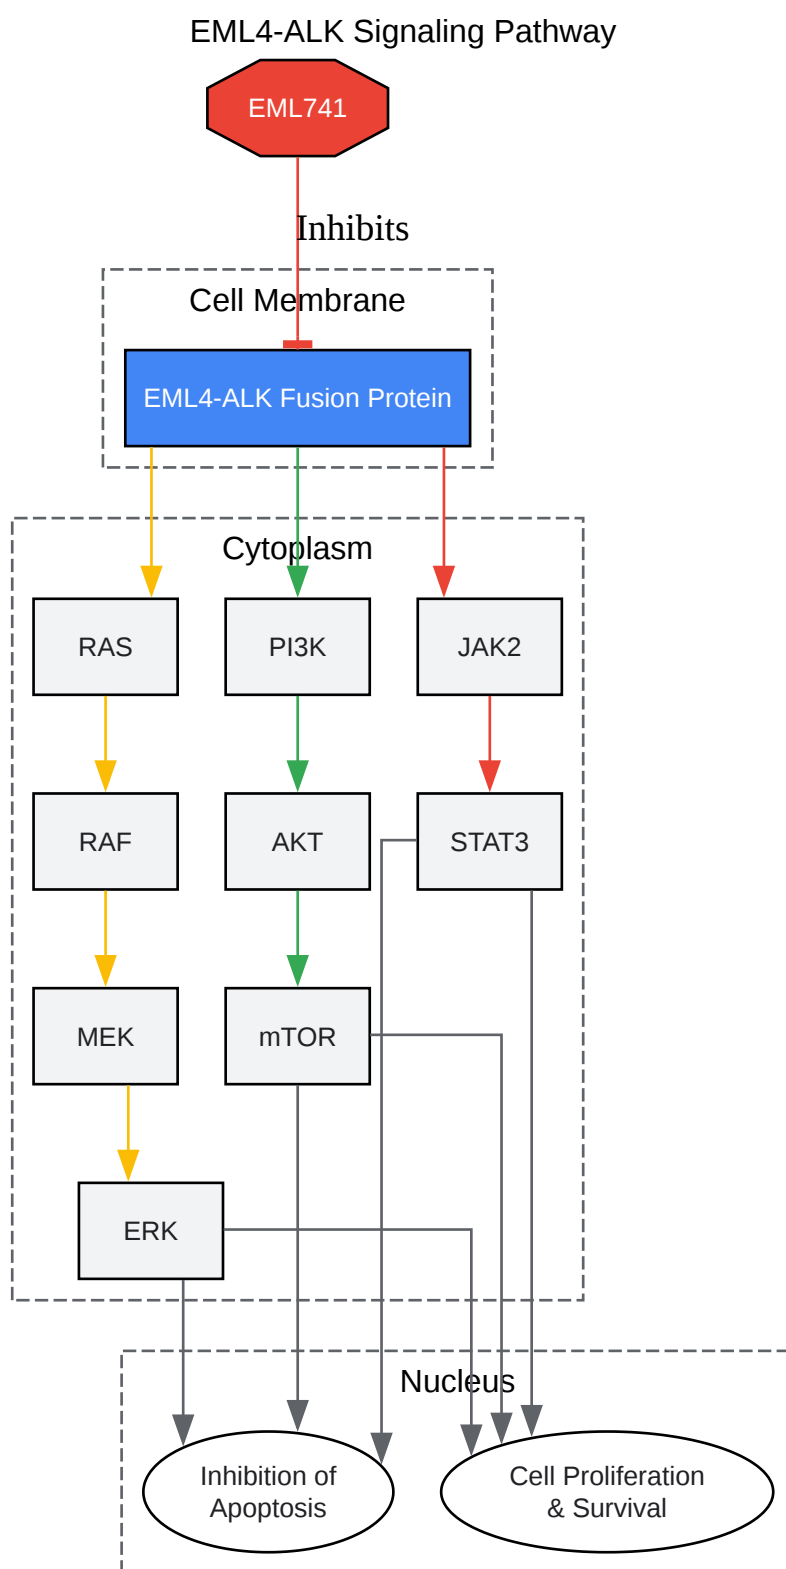 EML4-ALK Signaling Pathway
EML741
Inhibits
Cell Membrane
EML4-ALK Fusion Protein
Cytoplasm
RAS
PI3K
JAK2
RAF
AKT
STAT3
MEK
mTOR
ERK
Nucleus
Inhibition of
Apoptosis
Cell Proliferation
& Survival